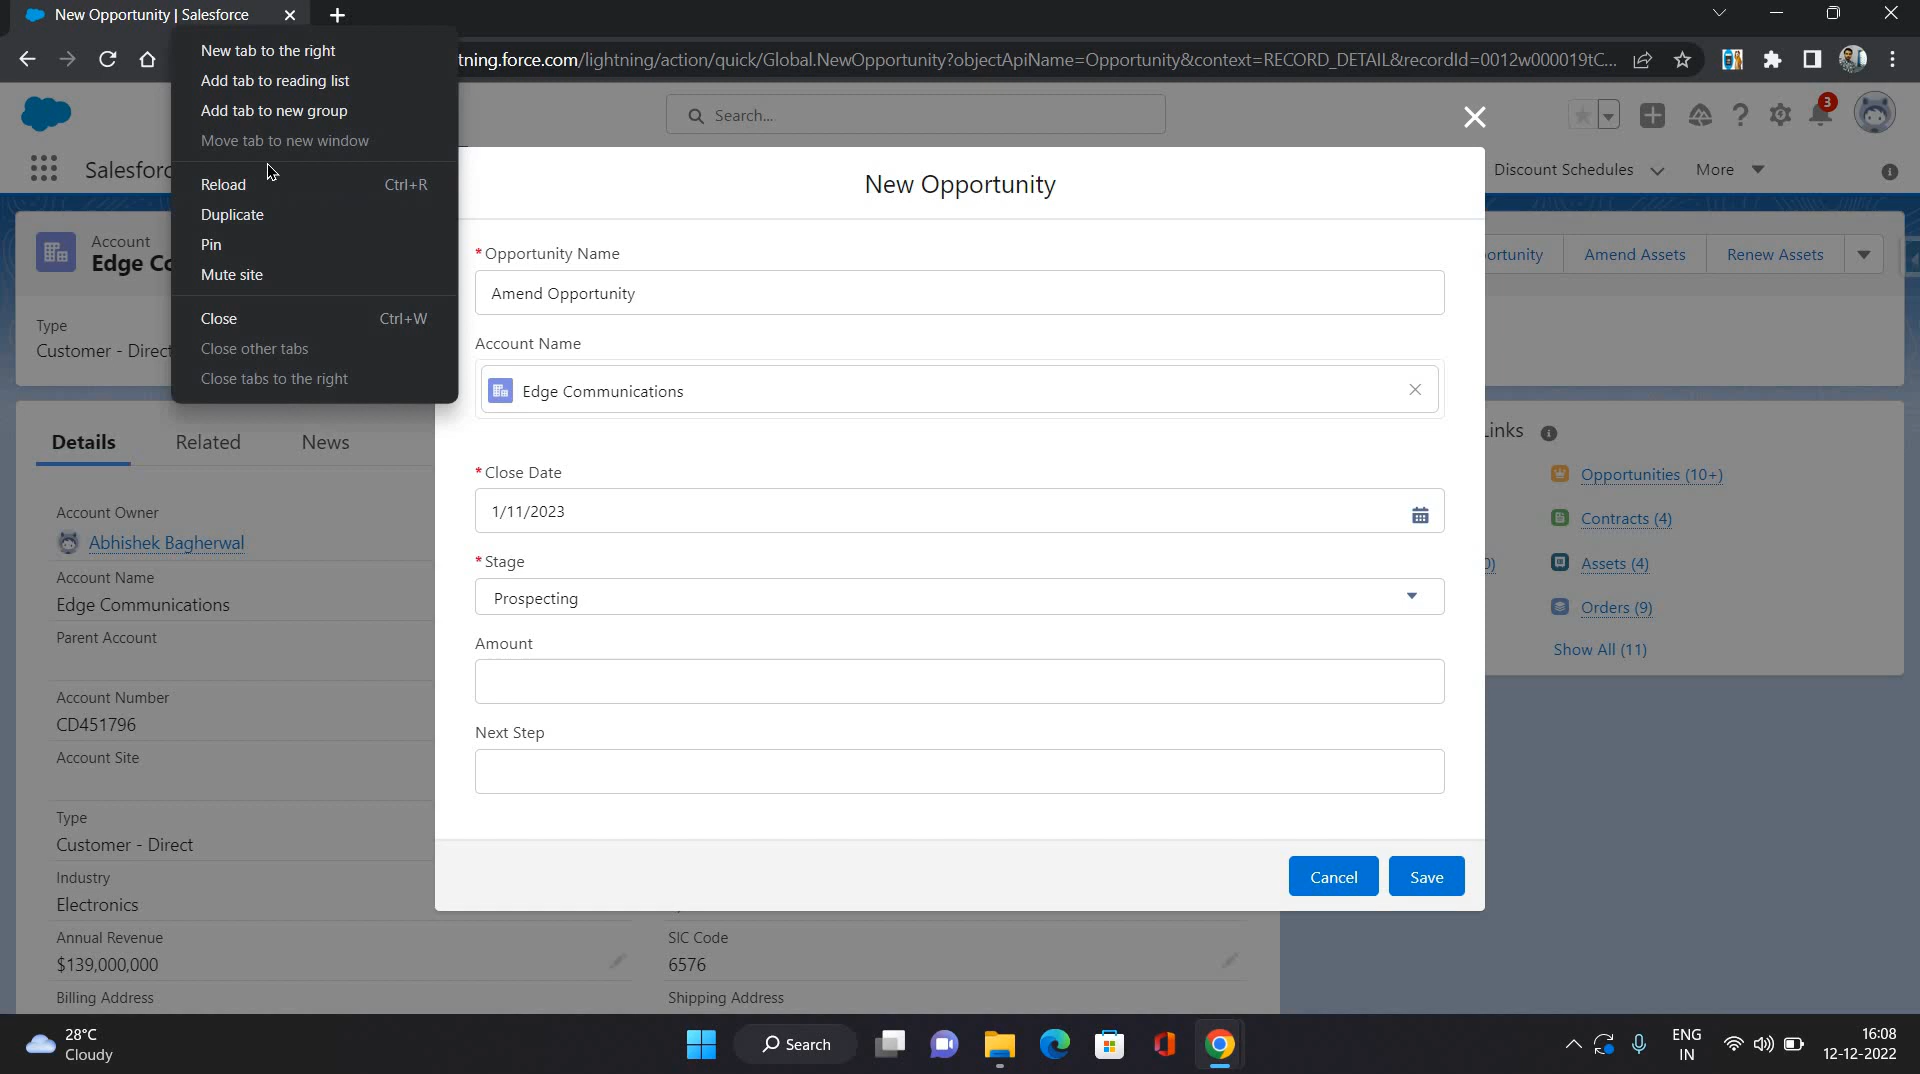 New Opportunity | Salesforce
tning.force.com/lightning/action/quick/Global.NewOpportunity?objectApiName=Opportunity&context=RECORD_DETAIL&recordId=0012w000019tC...
New tab to the right
Add tab to reading list
Add tab to new group
Move tab to new window
Reload Ctrl+R
Duplicate
Pin
Mute site
Close Ctrl+W
Close other tabs
Close tabs to the right
Search...
3
Salesforc
Discount Schedules
More
Account
Edge Co
ortunity
Amend Assets
Renew Assets
Type
Customer - Direct
New Opportunity
*Opportunity Name
Amend Opportunity
Account Name
Edge Communications
*Close Date
1/11/2023
*Stage
Prospecting
Amount
Next Step
Cancel
Save
Details
Related
News
Account Owner
Abhishek Bagherwal
Account Name
Edge Communications
Parent Account
Account Number
CD451796
Account Site
Type
Customer - Direct
Industry
Electronics
Annual Revenue
$139,000,000
Billing Address
SIC Code
6576
Shipping Address
Links
Opportunities (10+)
Contracts (4)
0)
Assets (4)
Orders (9)
Show All (11)
28°C
Cloudy
Search
ENG
IN
16:08
12-12-2022